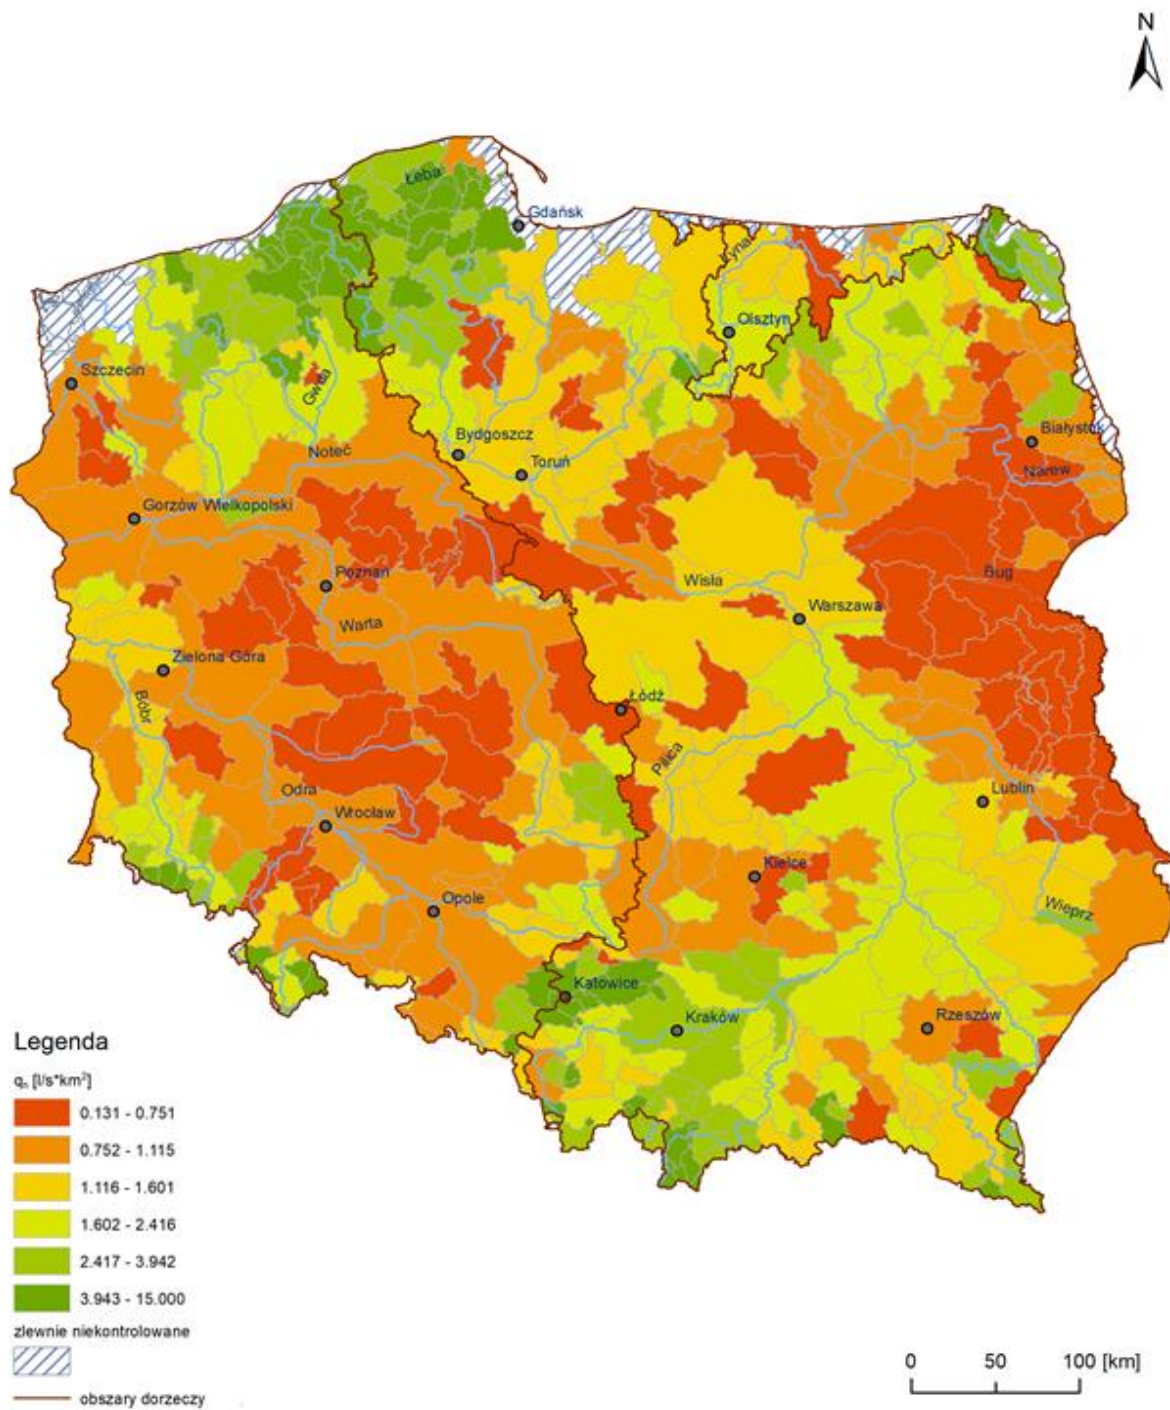 N
Łeba
Gdańsk
Łyna
Olsztyn
Szczecin
Gwda
Bydgoszcz
Białystok
Noteć
Toruń
Narew
Gorzów Wielkopolski
Poznań
Wisła
Bug
Warszawa
Warta
Zielona Góra
Bóbr
Łódź
Pilica
Odra
Lublin
Wrocław
Kielce
Opole
Wieprz
Katowice
Kraków
Rzeszów
Legenda
qn [l/s*km²]
0.131 - 0.751
0.752 - 1.115
1.116 - 1.601
1.602 - 2.416
2.417 - 3.942
3.943 - 15.000
zlewnie niekontrolowane
obszary dorzeczy
0 50 100 [km]